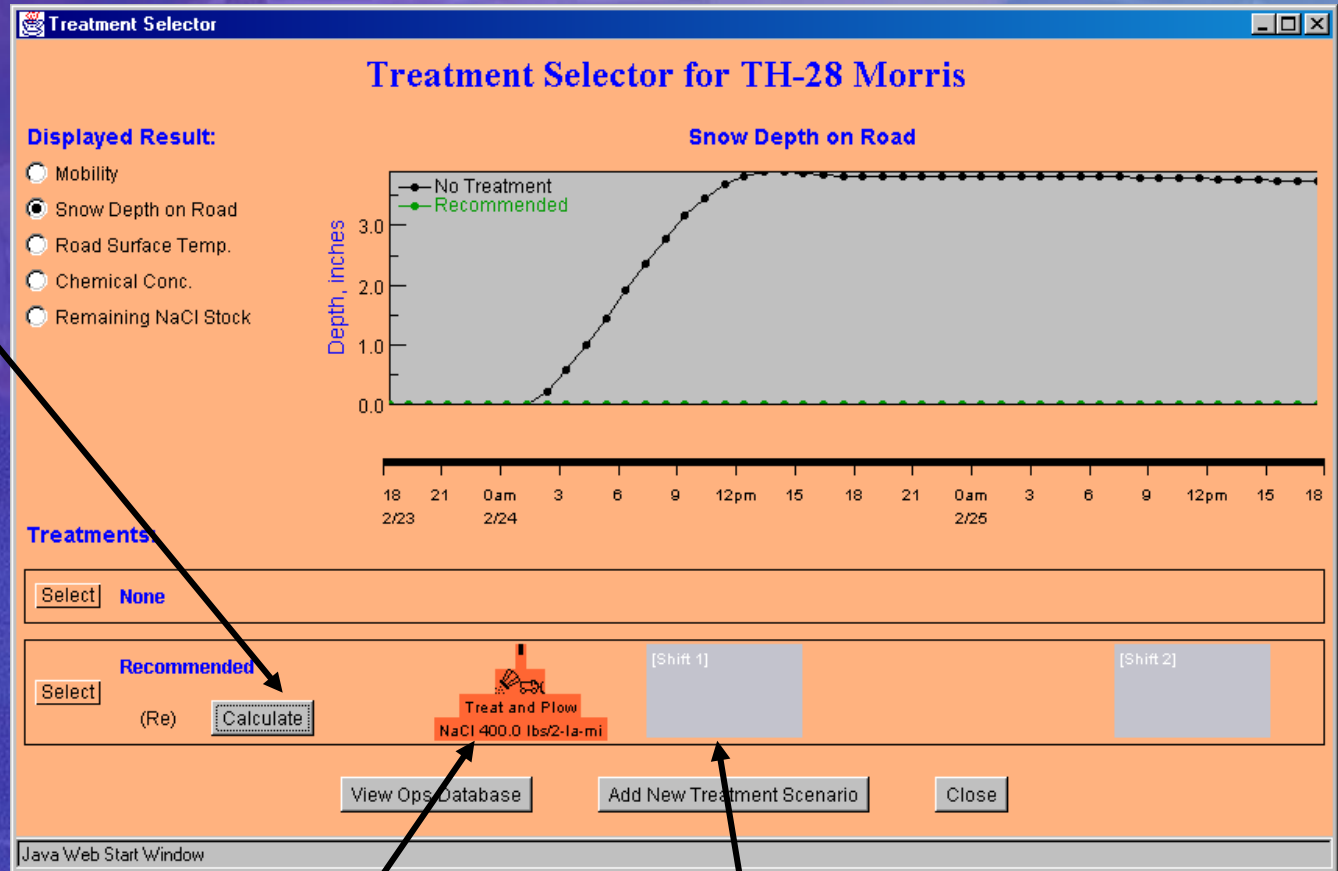 Treatment Selector
Treatment Selector for TH-28 Morris
Displayed Result:
Mobility
Snow Depth on Road
Road Surface Temp.
Chemical Conc.
Remaining NaCl Stock
Snow Depth on Road
No Treatment
Recommended
Depth, inches
3.0
2.0
1.0
0.0
18 21 0am 3 6 9 12pm 15 18 21 0am 3 6 9 12pm 15 18
2/23 2/24 2/25
Treatments:
Select None
Recommended
Select
(Re) Calculate
Treat and Plow
NaCl 400.0 lbs/2-la-mi
[Shift 1]
[Shift 2]
View Ops Database Add New Treatment Scenario Close
Java Web Start Window